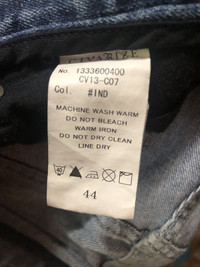 No. 1333600400
CV13-C07
Col. #IND
MACHINE WASH WARM
DO NOT BLEACH
WARM IRON
DO NOT DRY CLEAN
LINE DRY
44